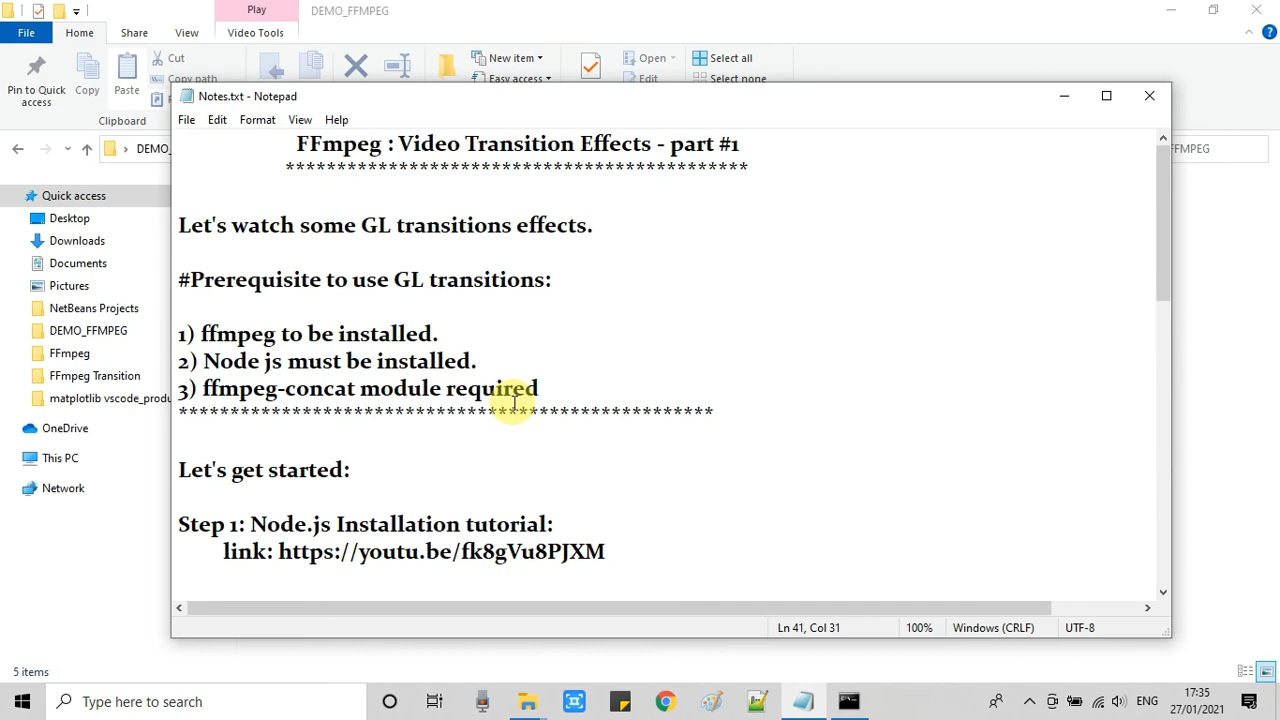 Play
DEMO_FFMPEG
File
Home
Share
View
Video Tools
Pin to Quick access
Copy
Paste
Cut
Copy path
Clipboard
New item
Easy access
Open
Edit
Select all
Select none
DEMO_
FFMPEG
Quick access
Desktop
Downloads
Documents
Pictures
NetBeans Projects
DEMO_FFMPEG
FFmpeg
FFmpeg Transition
matplotlib vscode_produ
OneDrive
This PC
Network
5 items
Notes.txt - Notepad
File Edit Format View Help
FFmpeg : Video Transition Effects - part #1
*********************************************
Let's watch some GL transitions effects.
#Prerequisite to use GL transitions:
1) ffmpeg to be installed.
2) Node js must be installed.
3) ffmpeg-concat module required
****************************************************
Let's get started:
Step 1: Node.js Installation tutorial:
link: https://youtu.be/fk8gVu8PJXM
Ln 41, Col 31
100%
Windows (CRLF)
UTF-8
Type here to search
ENG
17:35
27/01/2021